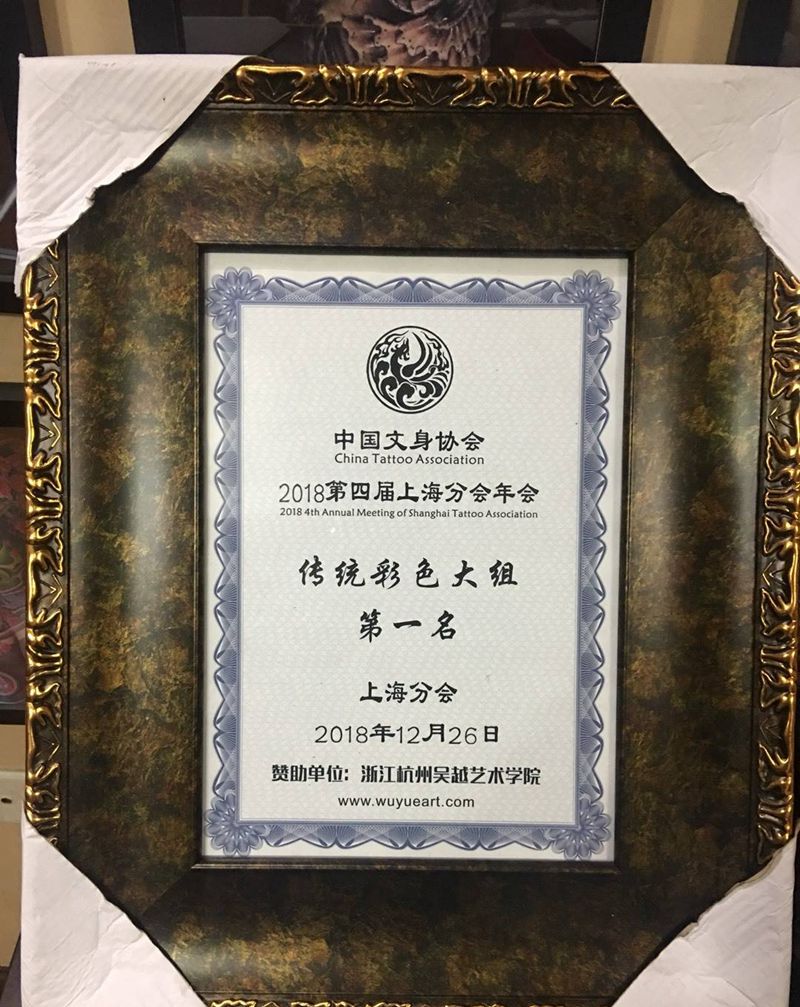 中国文身协会
China Tattoo Association
2018第四届上海分会年会
2018 4th Annual Meeting of Shanghai Tattoo Association
传统彩色大组
第一名
上海分会
2018年12月26日
赞助单位：浙江杭州吴越艺术学院
www.wuyueart.com